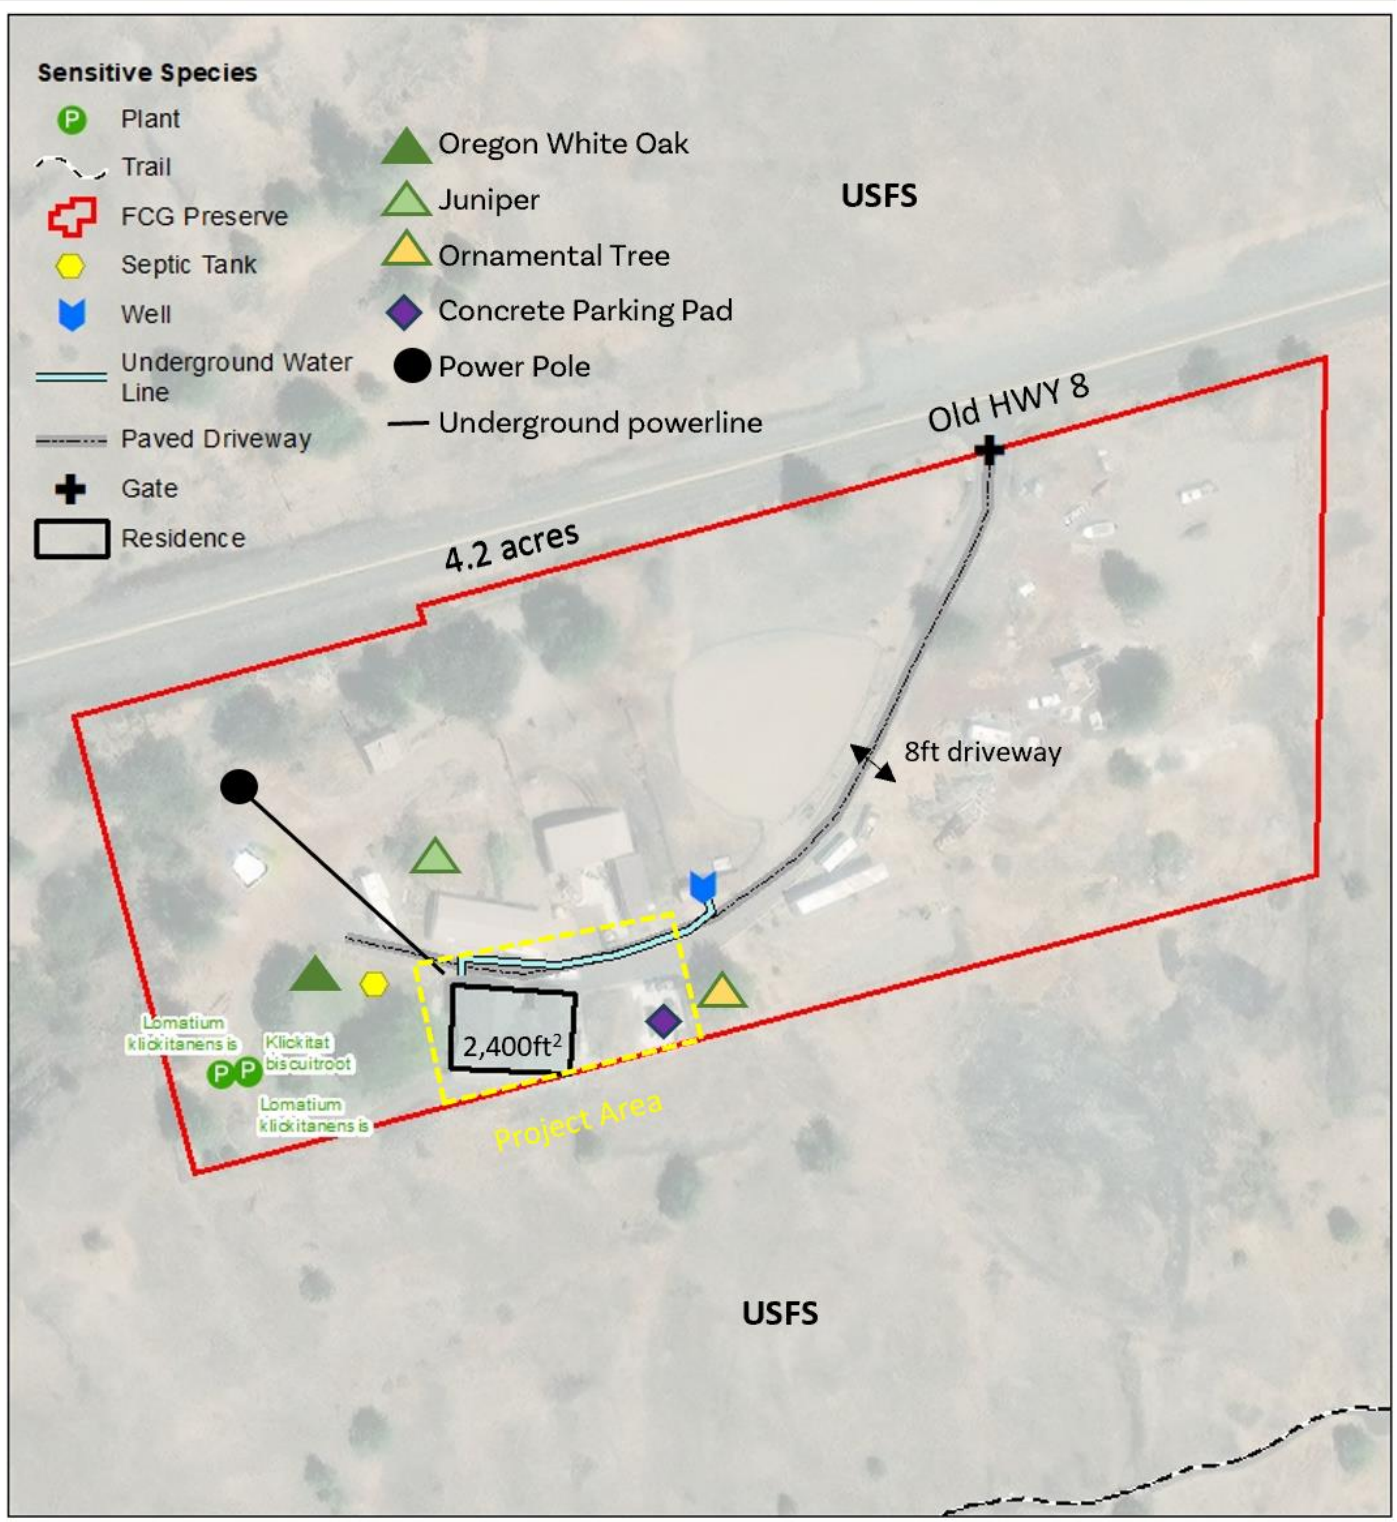 Sensitive Species
P Plant
Trail
FCG Preserve
Septic Tank
Well
Underground Water
Line
Paved Driveway
Gate
Residence
Oregon White Oak
Juniper
Ornamental Tree
Concrete Parking Pad
Power Pole
Underground powerline
USFS
Old HWY 8
4.2 acres
8ft driveway
Lomatium
klickitanensis
Klickitat
biscuitroot
P P
Lomatium
klickitanensis
2,400ft²
Project Area
USFS